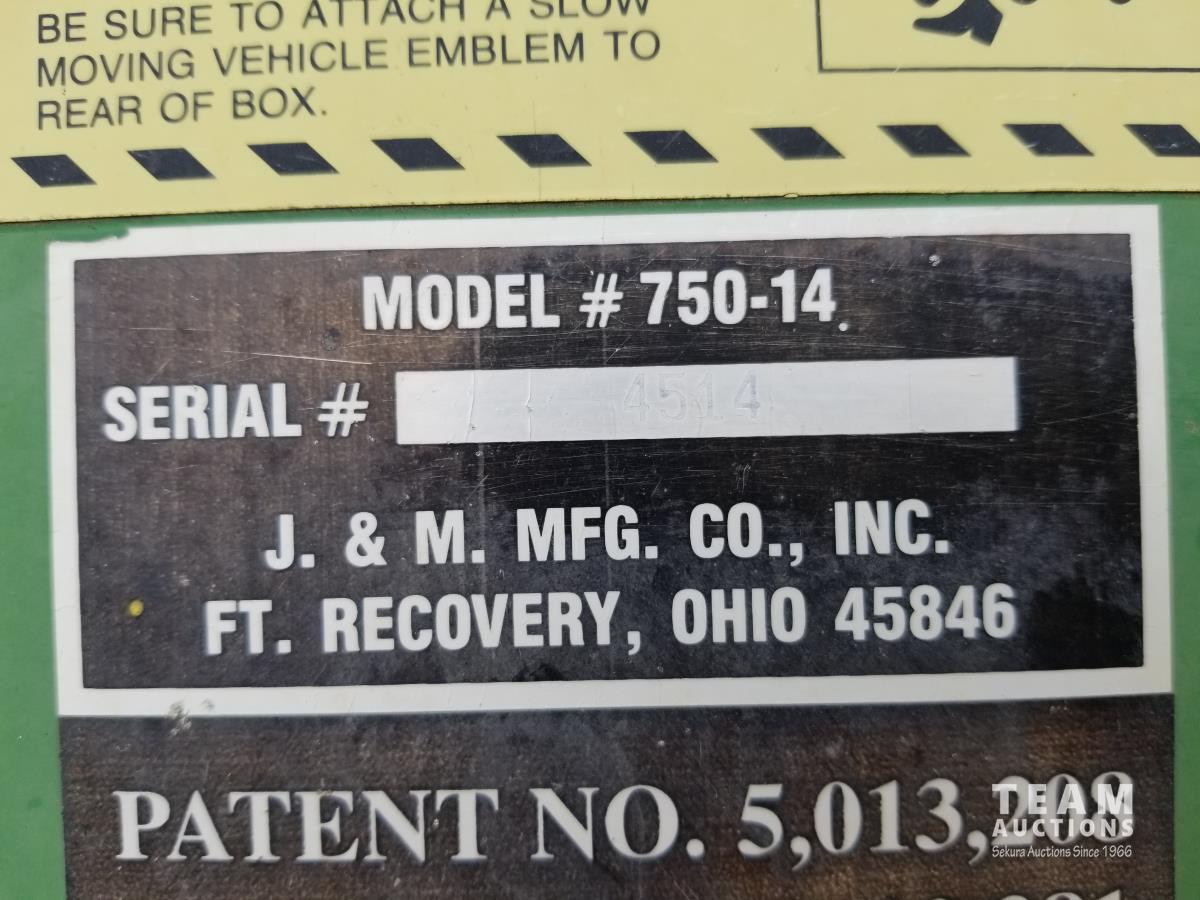 BE SURE TO ATTACH A SLOW
MOVING VEHICLE EMBLEM TO
REAR OF BOX.
MODEL # 750-14
SERIAL # 4514
J. & M. MFG. CO., INC.
FT. RECOVERY, OHIO 45846
PATENT NO. 5,013,208
TEAM
AUCTIONS
Sekura Auctions Since 1966